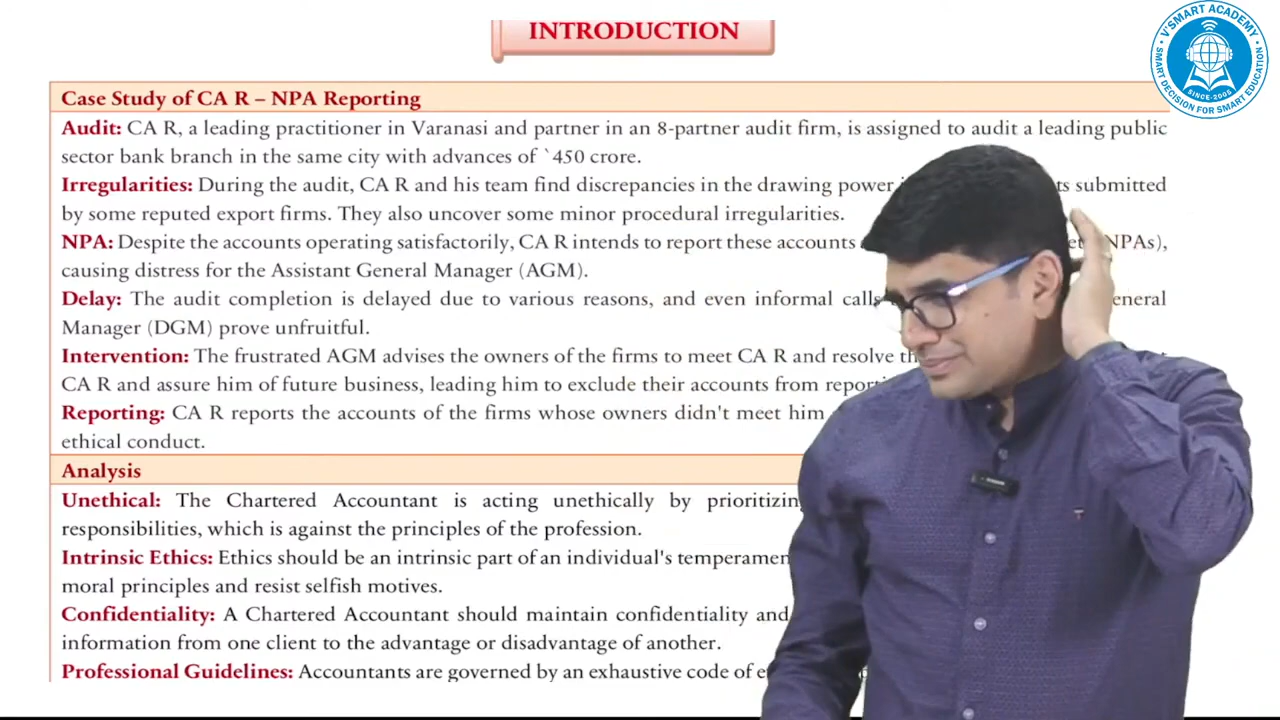 INTRODUCTION
V'SMART ACADEMY
SMART DECISION FOR SMART EDUCATION
SINCE-2005
Case Study of CA R – NPA Reporting
Audit: CA R, a leading practitioner in Varanasi and partner in an 8-partner audit firm, is assigned to audit a leading public
sector bank branch in the same city with advances of `450 crore.
Irregularities: During the audit, CA R and his team find discrepancies in the drawing power submitted
by some reputed export firms. They also uncover some minor procedural irregularities.
NPA: Despite the accounts operating satisfactorily, CA R intends to report these accounts NPAs),
causing distress for the Assistant General Manager (AGM).
Delay: The audit completion is delayed due to various reasons, and even informal calls eneral
Manager (DGM) prove unfruitful.
Intervention: The frustrated AGM advises the owners of the firms to meet CA R and resolve
CA R and assure him of future business, leading him to exclude their accounts from
Reporting: CA R reports the accounts of the firms whose owners didn't meet him
ethical conduct.
Analysis
Unethical: The Chartered Accountant is acting unethically by
responsibilities, which is against the principles of the profession.
Intrinsic Ethics: Ethics should be an intrinsic part of an individual's
moral principles and resist selfish motives.
Confidentiality: A Chartered Accountant should maintain confidentiality and
information from one client to the advantage or disadvantage of another.
Professional Guidelines: Accountants are governed by an exhaustive code of